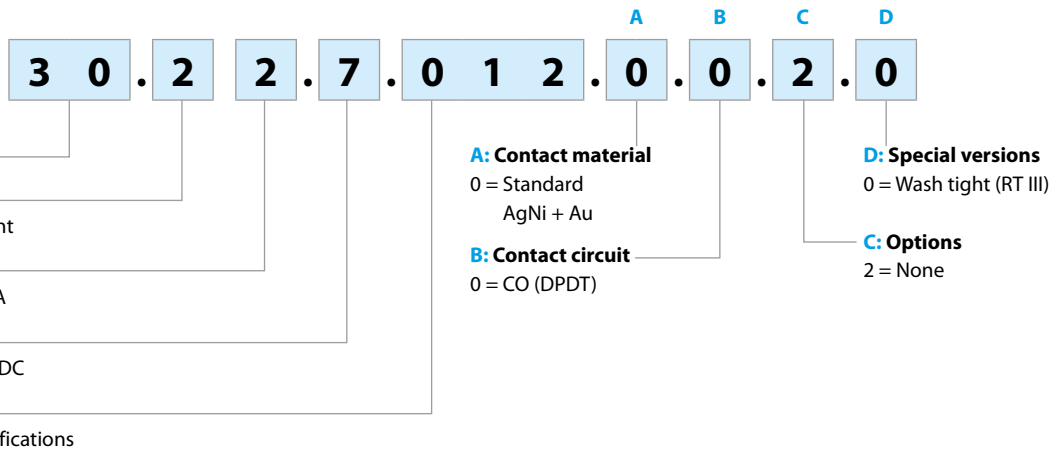 A B C D
3 0 . 2 2 . 7 . 0 1 2 . 0 . 0 . 2 . 0
A: Contact material
0 = Standard
AgNi + Au
B: Contact circuit
0 = CO (DPDT)
D: Special versions
0 = Wash tight (RT III)
C: Options
2 = None
DC